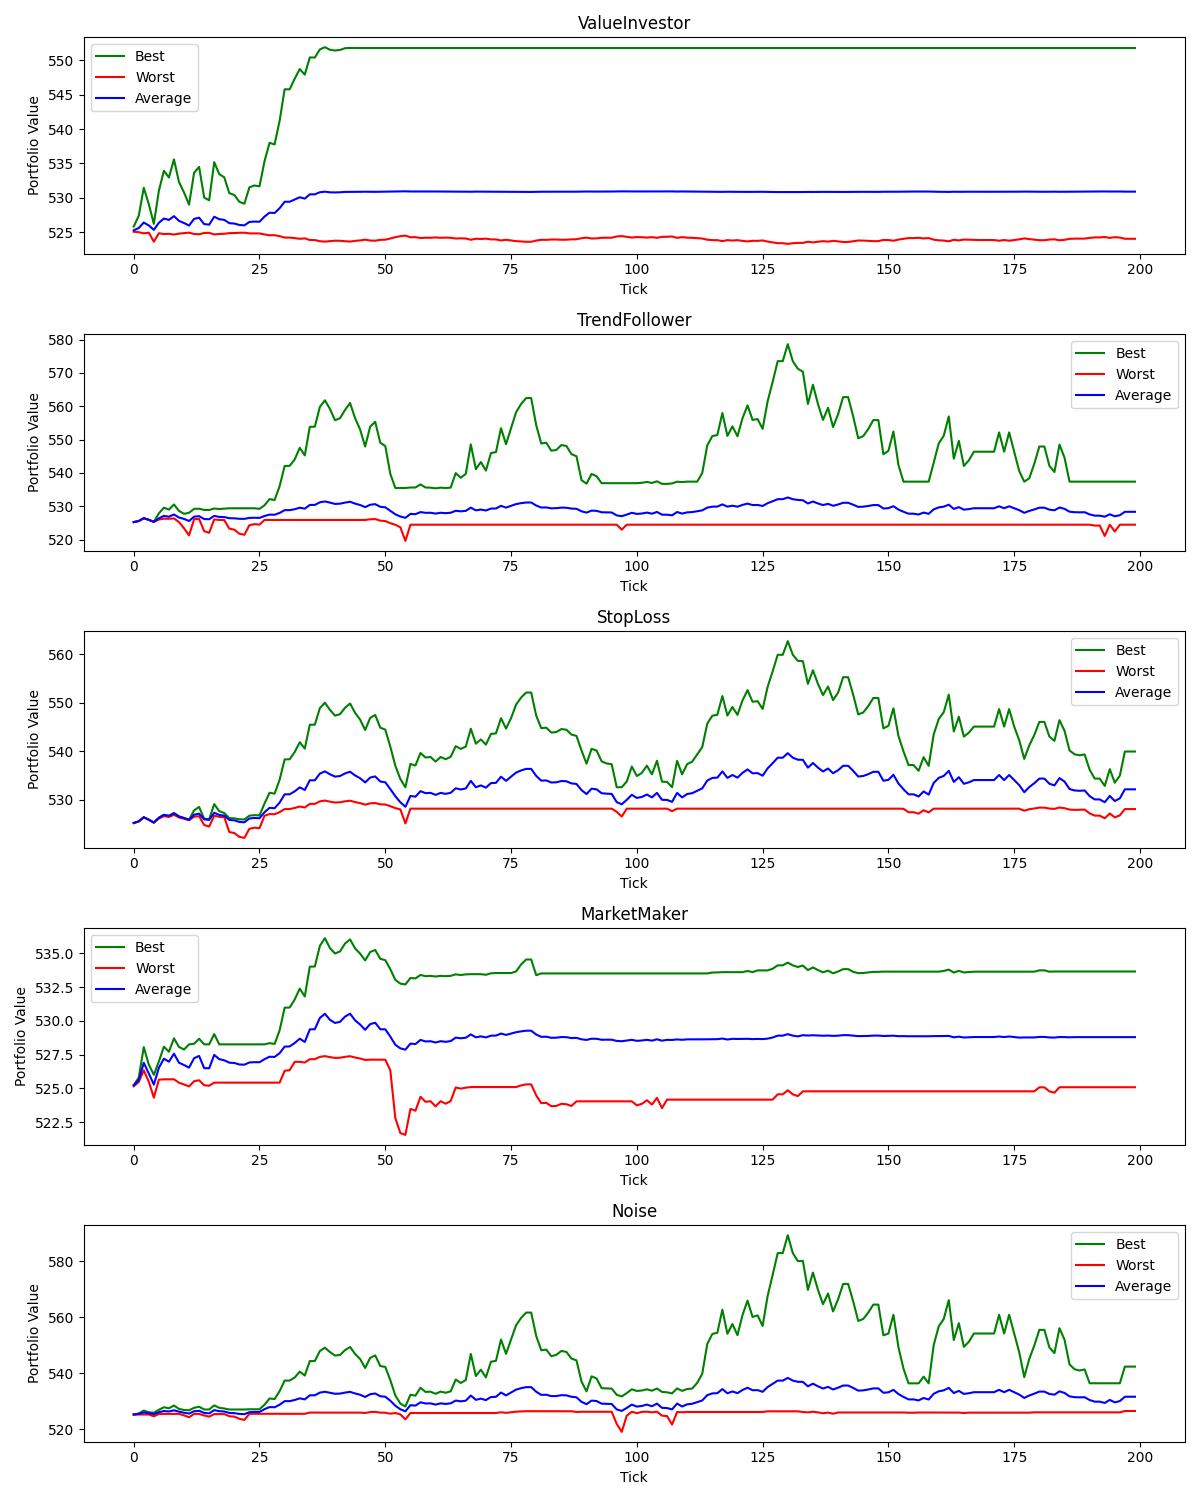 ValueInvestor
Best
Worst
Average
Portfolio Value
550
545
540
535
530
525
0 25 50 75 100 125 150 175 200
Tick
TrendFollower
Best
Worst
Average
Portfolio Value
580
570
560
550
540
530
520
0 25 50 75 100 125 150 175 200
Tick
StopLoss
Best
Worst
Average
Portfolio Value
560
550
540
530
0 25 50 75 100 125 150 175 200
Tick
MarketMaker
Best
Worst
Average
Portfolio Value
535.0
532.5
530.0
527.5
525.0
522.5
0 25 50 75 100 125 150 175 200
Tick
Noise
Best
Worst
Average
Portfolio Value
580
560
540
520
0 25 50 75 100 125 150 175 200
Tick